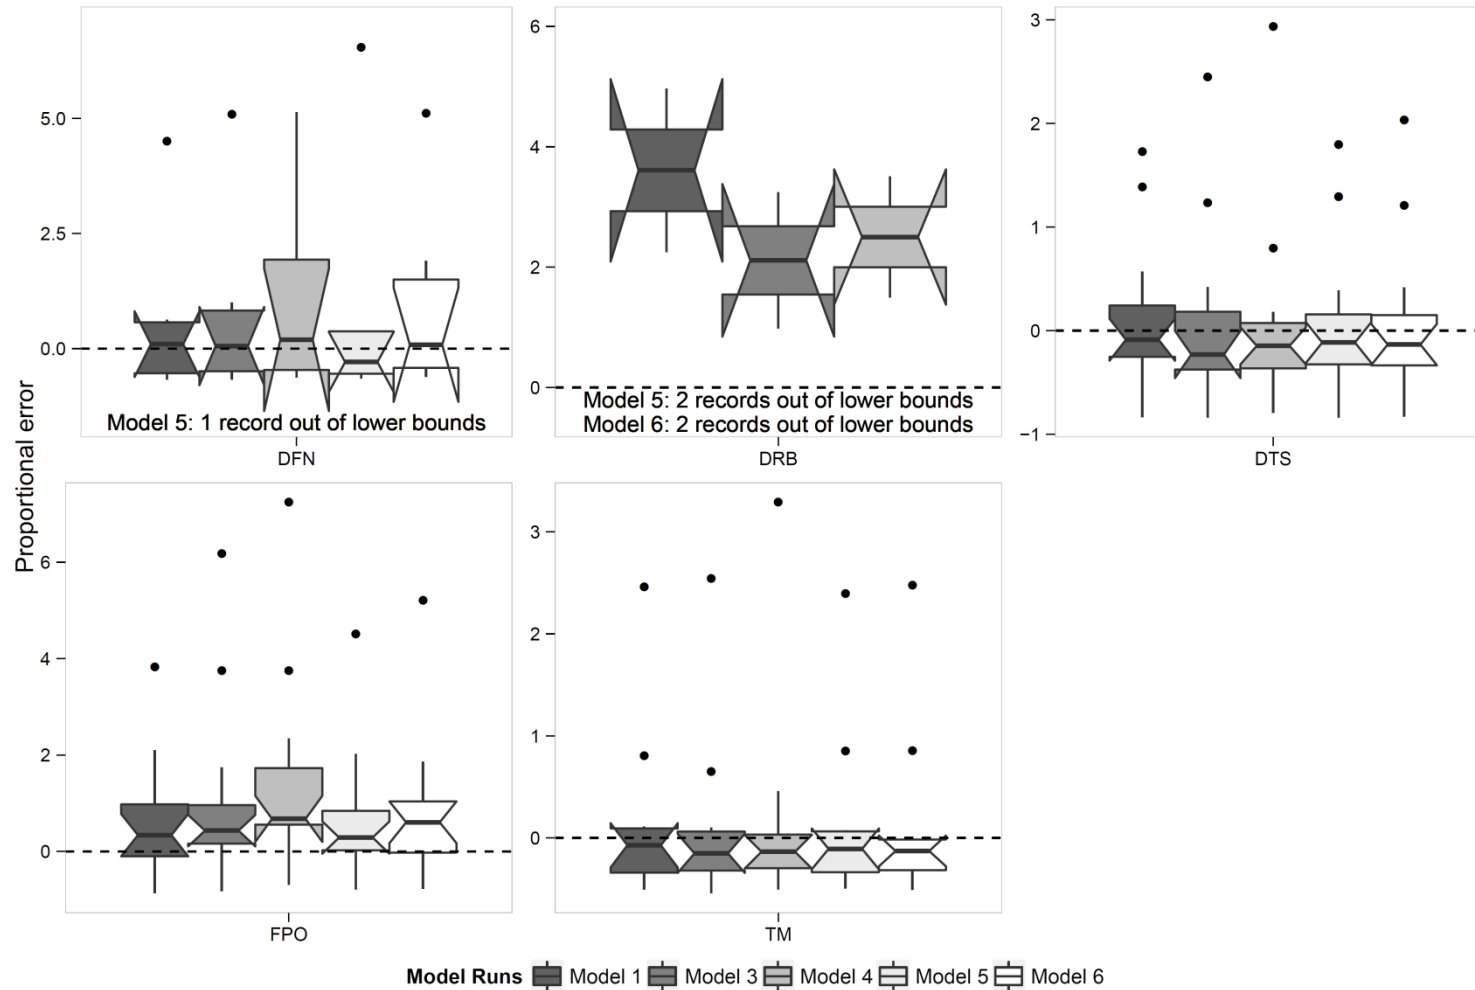 Proportional error
5.0
2.5
0.0
Model 5: 1 record out of lower bounds
DFN
6
4
2
0
Model 5: 2 records out of lower bounds
Model 6: 2 records out of lower bounds
DRB
3
2
1
0
−1
DTS
6
4
2
0
FPO
3
2
1
0
TM
Model Runs Model 1 Model 3 Model 4 Model 5 Model 6